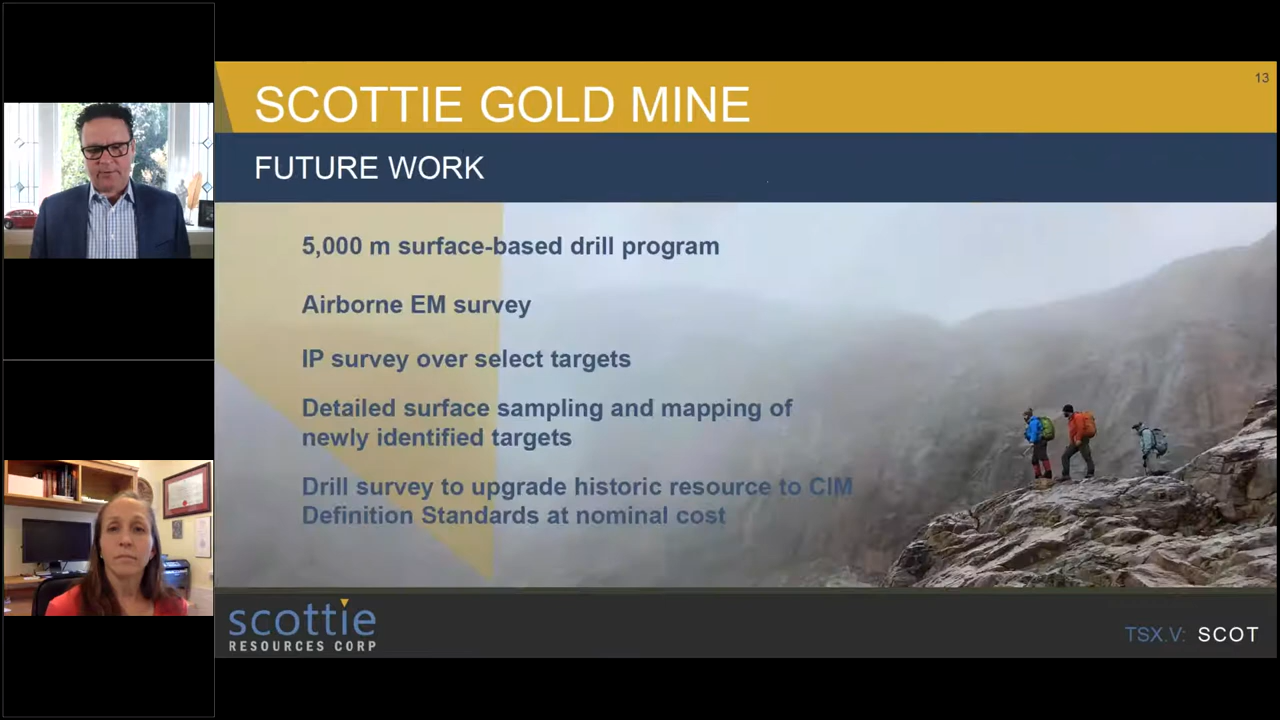 13
SCOTTIE GOLD MINE
FUTURE WORK
5,000 m surface-based drill program
Airborne EM survey
IP survey over select targets
Detailed surface sampling and mapping of
newly identified targets
Drill survey to upgrade historic resource to CIM
Definition Standards at nominal cost
scottie
RESOURCES CORP
TSX.V: SCOT